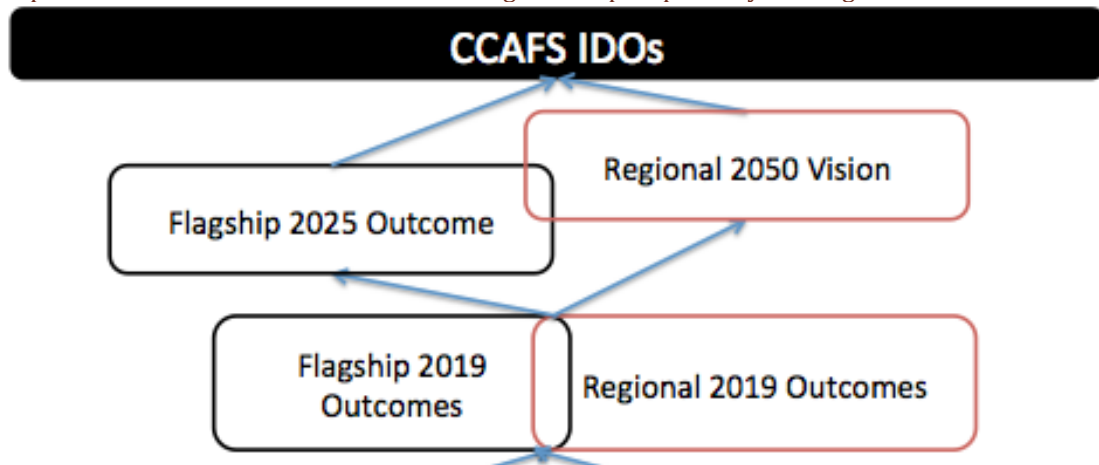 CCAFS IDOs
Regional 2050 Vision
Flagship 2025 Outcome
Flagship 2019
Outcomes
Regional 2019 Outcomes